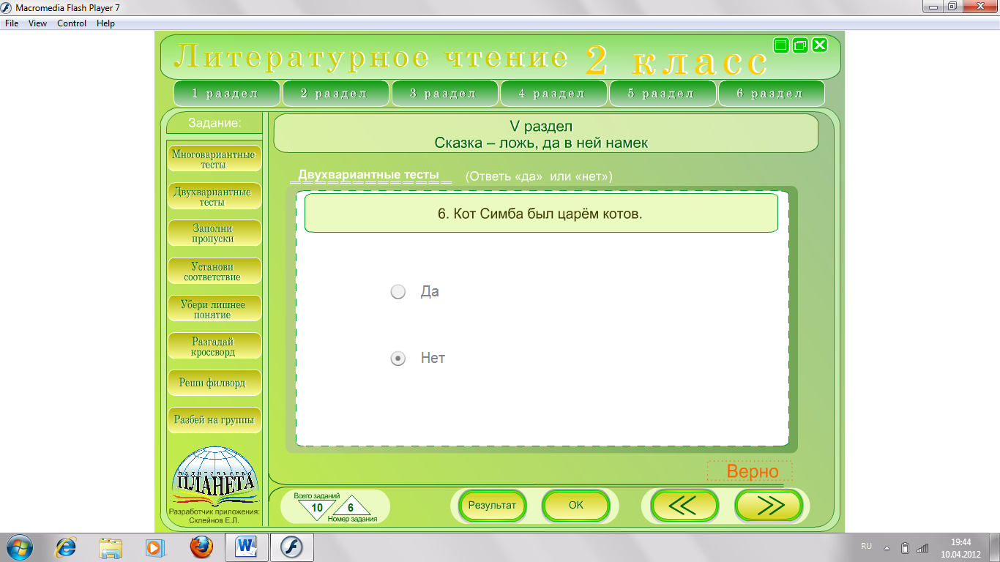 Macromedia Flash Player 7
File View Control Help
Литературное чтение 2 класс
1 раздел 2 раздел 3 раздел 4 раздел 5 раздел 6 раздел
Задание:
Многовариантные
тесты
Двухвариантные
тесты
Заполни
пропуски
Установи
соответствие
Убери лишнее
понятие
Разгадай
кроссворд
Реши филворд
Разбей на группы
издательство
ПЛАНЕТА
Разработчик приложения:
Склейнов Е.Л.
V раздел
Сказка – ложь, да в ней намек
Двухвариантные тесты (Ответь «да» или «нет»)
6. Кот Симба был царём котов.
Да
Нет
Верно
Всего заданий
10 6
Номер задания
Результат OK
RU
19:44
10.04.2012